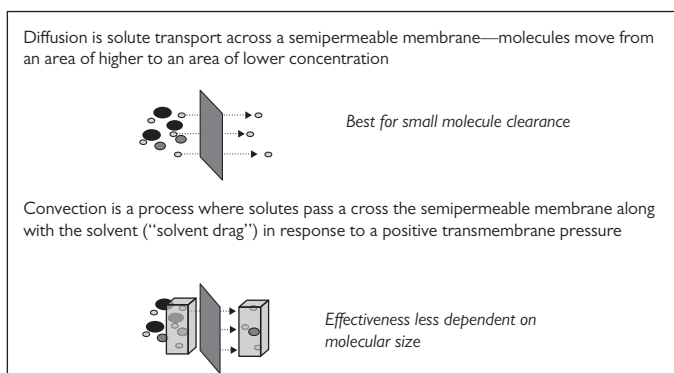 Diffusion is solute transport across a semipermeable membrane—molecules move from
an area of higher to an area of lower concentration
Best for small molecule clearance
Convection is a process where solutes pass a cross the semipermeable membrane along
with the solvent (“solvent drag”) in response to a positive transmembrane pressure
Effectiveness less dependent on
molecular size